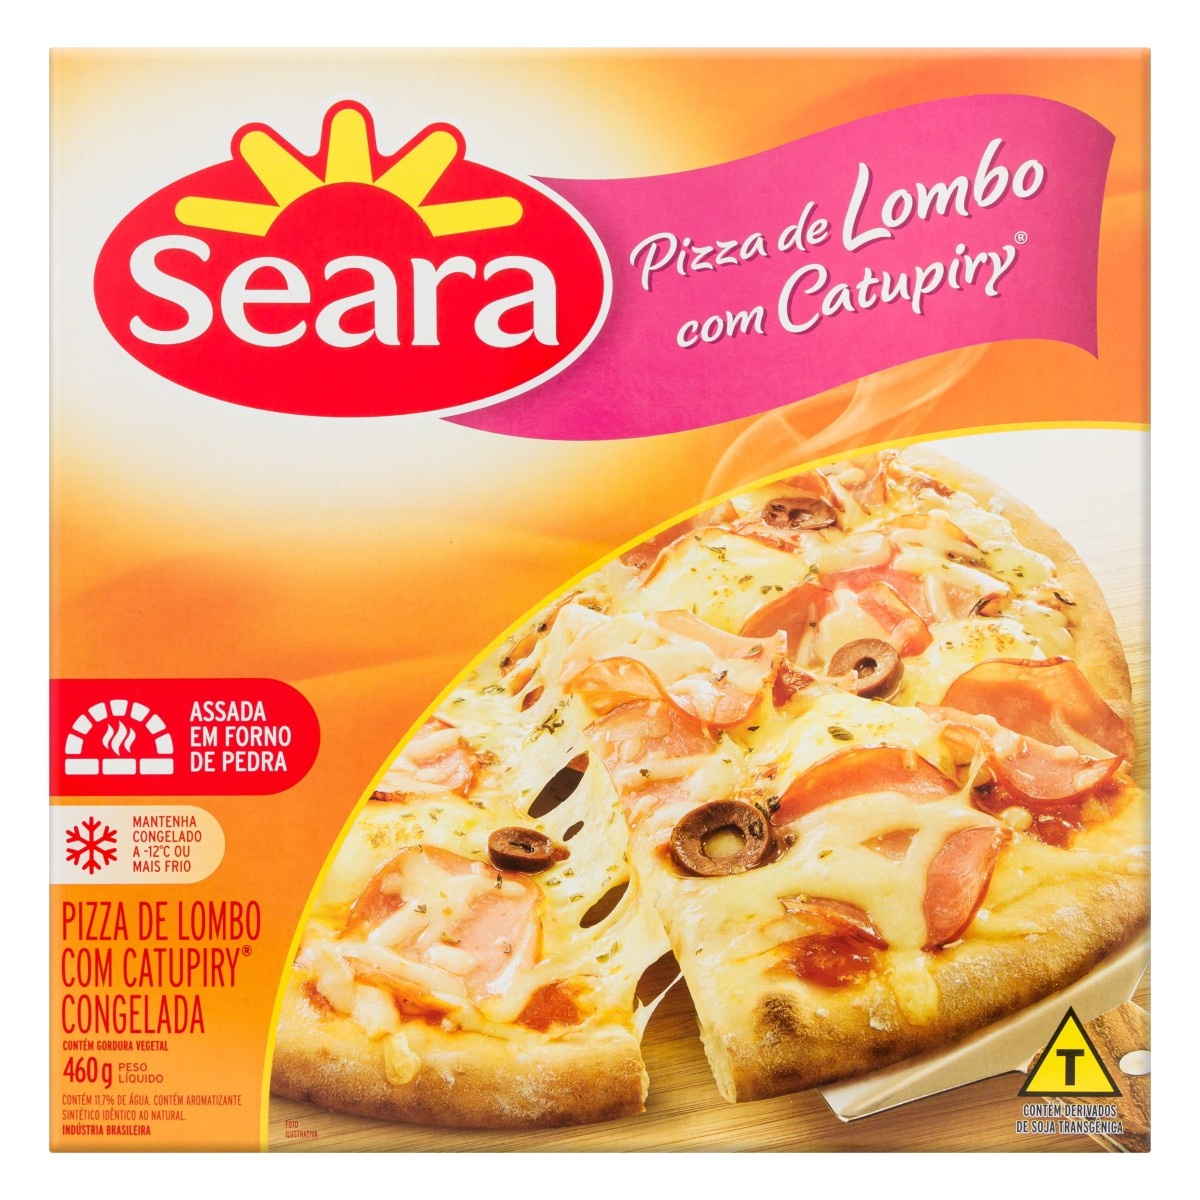 Seara
Pizza de Lombo
com Catupiry®
ASSADA
EM FORNO
DE PEDRA
MANTENHA
CONGELADO
A -12°C OU
MAIS FRIO
PIZZA DE LOMBO
COM CATUPIRY®
CONGELADA
CONTÉM GORDURA VEGETAL
460g PESO
LÍQUIDO
CONTÉM 11,7% DE ÁGUA. CONTÉM AROMATIZANTE
SINTÉTICO IDÊNTICO AO NATURAL.
INDÚSTRIA BRASILEIRA
FOTO
ILUSTRATIVA
T
CONTÉM DERIVADOS
DE SOJA TRANSGÊNICA